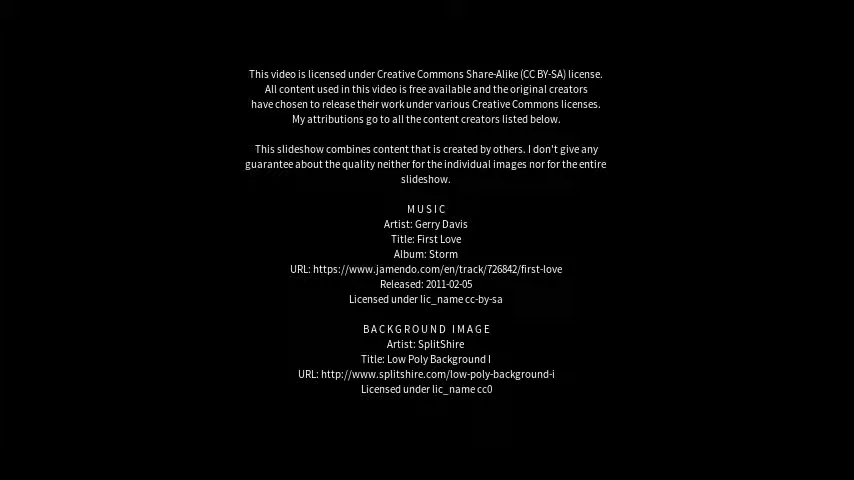 This video is licensed under Creative Commons Share-Alike (CC BY-SA) license.
All content used in this video is free available and the original creators
have chosen to release their work under various Creative Commons licenses.
My attributions go to all the content creators listed below.
This slideshow combines content that is created by others. I don't give any
guarantee about the quality neither for the individual images nor for the entire
slideshow.
MUSIC
Artist: Gerry Davis
Title: First Love
Album: Storm
URL: https://www.jamendo.com/en/track/726842/first-love
Released: 2011-02-05
Licensed under lic_name cc-by-sa
BACKGROUND IMAGE
Artist: SplitShire
Title: Low Poly Background I
URL: http://www.splitshire.com/low-poly-background-i
Licensed under lic_name cc0